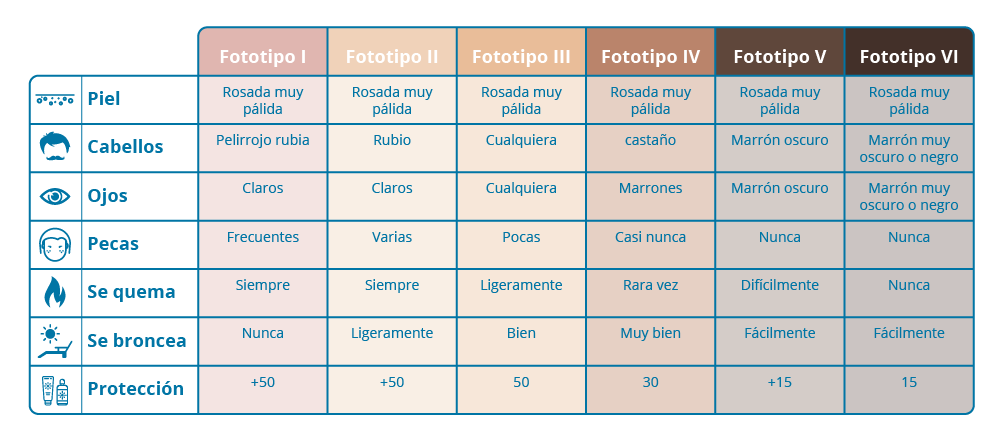 Fototipo I Fototipo II Fototipo III Fototipo IV Fototipo V Fototipo VI
Piel Rosada muy pálida Rosada muy pálida Rosada muy pálida Rosada muy pálida Rosada muy pálida Rosada muy pálida
Cabellos Pelirrojo rubia Rubio Cualquiera castaño Marrón oscuro Marrón muy oscuro o negro
Ojos Claros Claros Cualquiera Marrones Marrón oscuro Marrón muy oscuro o negro
Pecas Frecuentes Varias Pocas Casi nunca Nunca Nunca
Se quema Siempre Siempre Ligeramente Rara vez Difícilmente Nunca
Se broncea Nunca Ligeramente Bien Muy bien Fácilmente Fácilmente
Protección +50 +50 50 30 +15 15